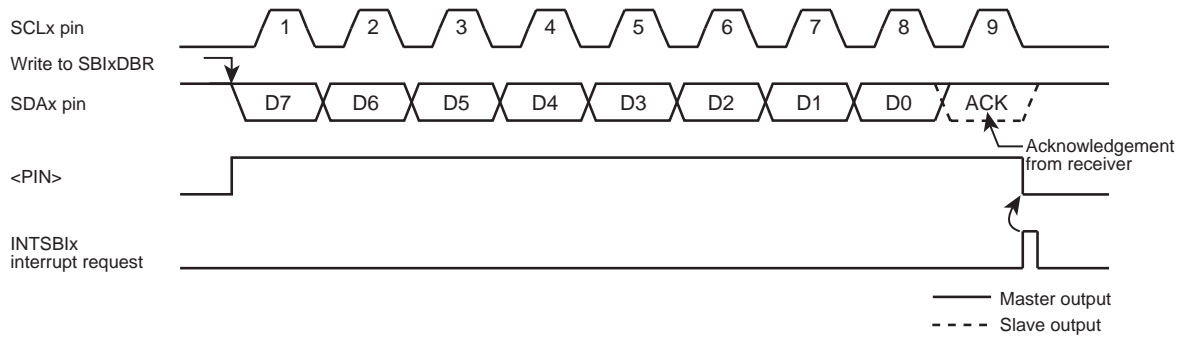 SCLx pin
1 2 3 4 5 6 7 8 9
Write to SBIxDBR
SDAx pin
D7 D6 D5 D4 D3 D2 D1 D0 ACK
Acknowledgement
from receiver
<PIN>
INTSBIx
interrupt request
Master output
Slave output